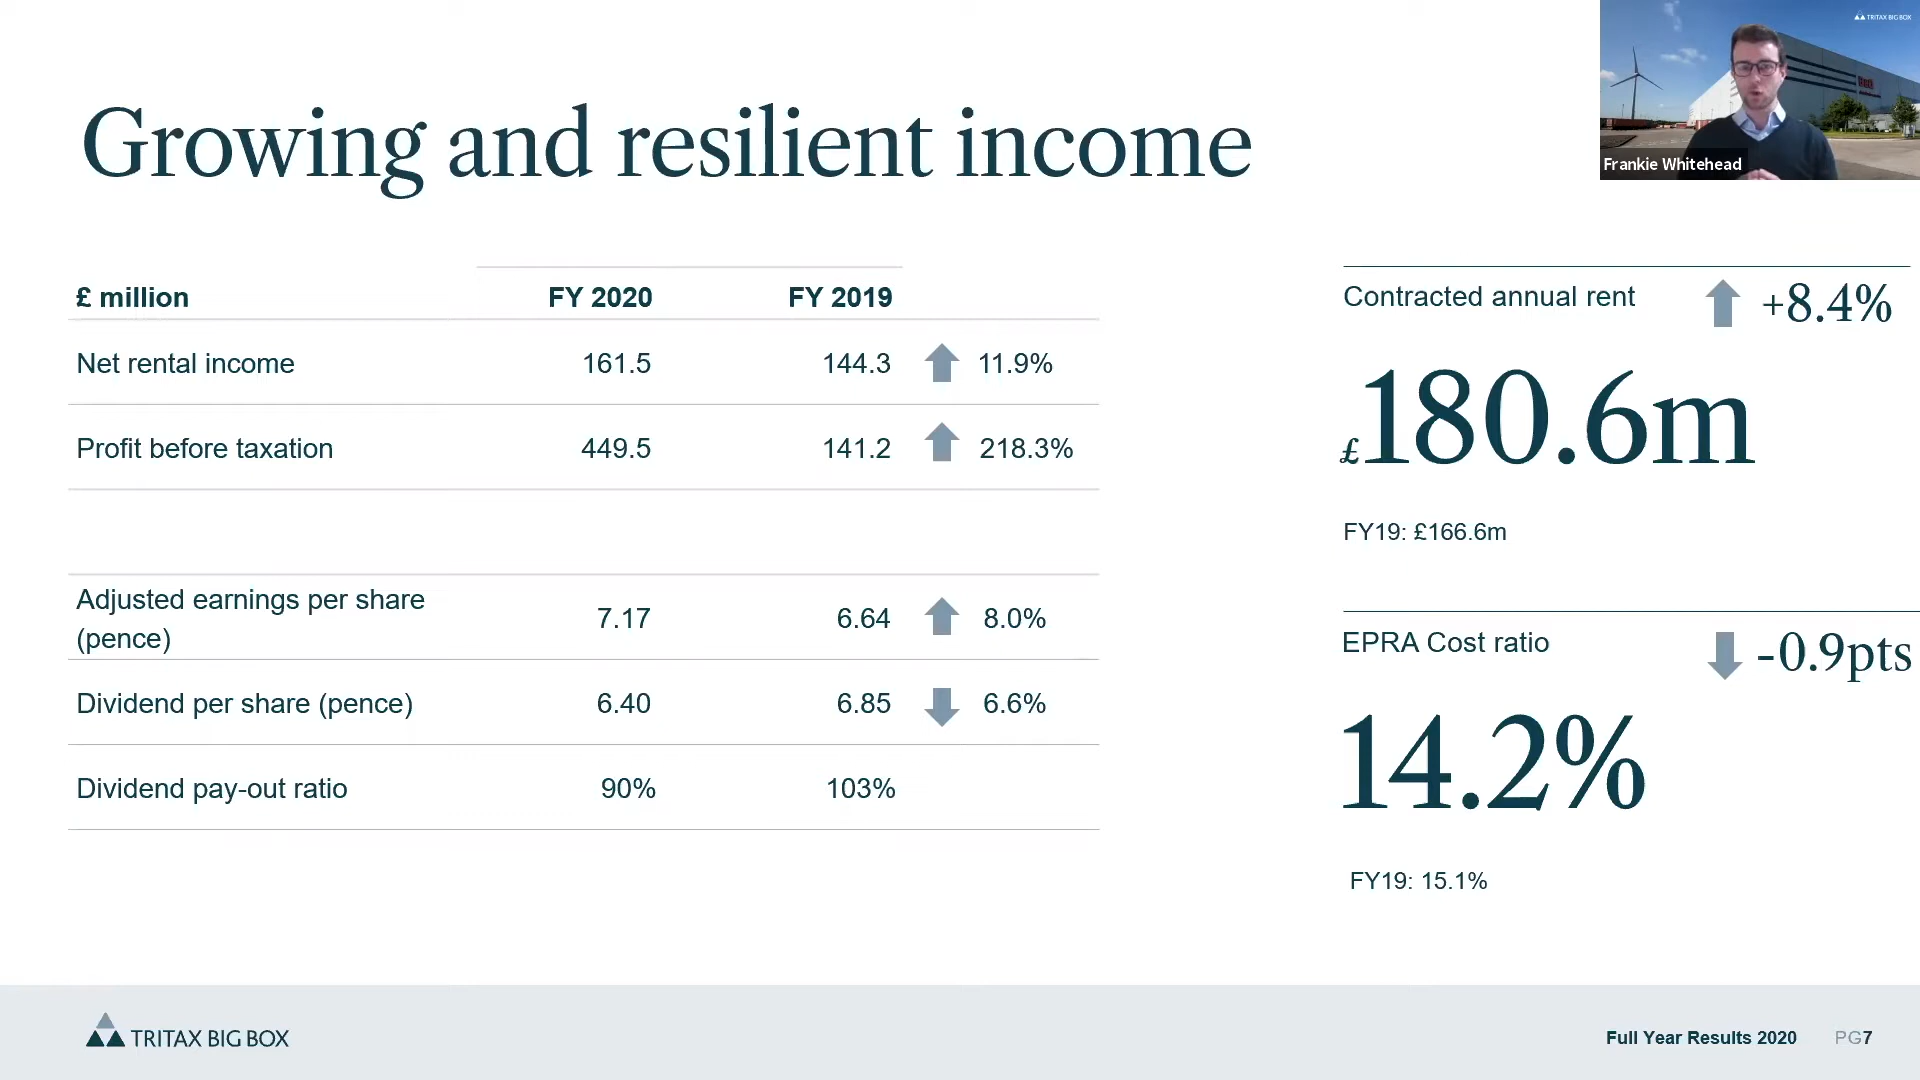 Growing and resilient income
TRITAX BIG BOX
Frankie Whitehead
£ million FY 2020 FY 2019
Net rental income 161.5 144.3 11.9%
Profit before taxation 449.5 141.2 218.3%
Adjusted earnings per share
(pence) 7.17 6.64 8.0%
Dividend per share (pence) 6.40 6.85 6.6%
Dividend pay-out ratio 90% 103%
Contracted annual rent +8.4%
£180.6m
FY19: £166.6m
EPRA Cost ratio -0.9pts
14.2%
FY19: 15.1%
TRITAX BIG BOX
Full Year Results 2020 PG7